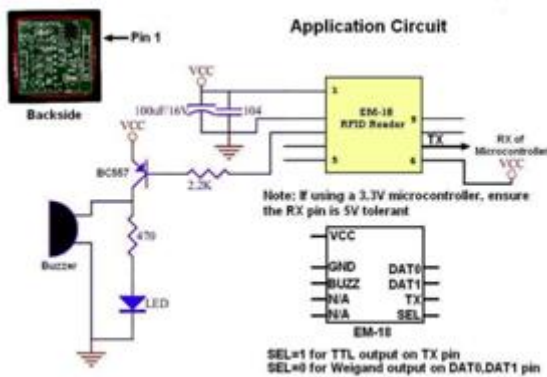 Application Circuit
Pin 1
Backside
VCC
100uF/16V
104
1
EM-18
RFID Reader
9
TX
RX of
Microcontroller
VCC
5
6
VCC
BC557
2.2K
Note: If using a 3.3V microcontroller, ensure
the RX pin is 5V tolerant
470
Buzzer
LED
VCC
GND
DAT0
BUZZ
DAT1
N/A
TX
N/A
SEL
EM-18
SEL=1 for TTL output on TX pin
SEL=0 for Weigand output on DAT0,DAT1 pin